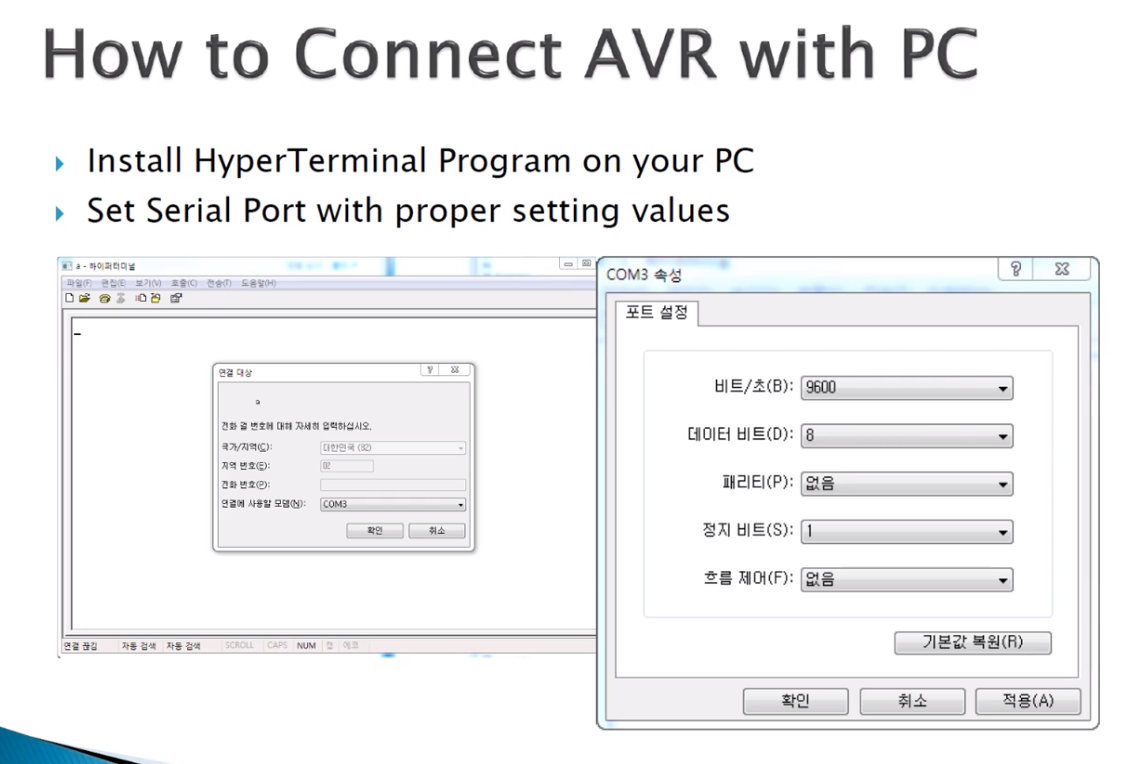 How to Connect AVR with PC
Install HyperTerminal Program on your PC
Set Serial Port with proper setting values
a - 하이퍼터미널
파일(F) 편집(E) 보기(V) 호출(C) 전송(T) 도움말(H)
연결 대상
a
전화 걸 번호에 대해 자세히 입력하십시오.
국가/지역(C): 대한민국 (82)
지역 번호(E): 02
전화 번호(P):
연결에 사용할 모뎀(N): COM3
확인 취소
연결 끊김 자동 검색 자동 검색 SCROLL CAPS NUM 캡 에코
COM3 속성
포트 설정
비트/초(B): 9600
데이터 비트(D): 8
패리티(P): 없음
정지 비트(S): 1
흐름 제어(F): 없음
기본값 복원(R)
확인 취소 적용(A)